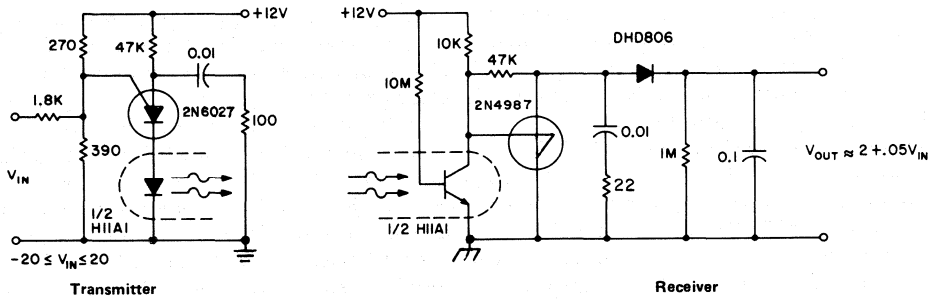 +12V
270
47K
0.01
1.8K
2N6027
100
390
V_IN
1/2
H11A1
-20 ≤ V_IN ≤ 20
Transmitter
+12V
10K
47K
DHD806
10M
2N4987
0.01
1M
0.1
22
V_OUT ≈ 2 +.05V_IN
1/2 H11A1
Receiver